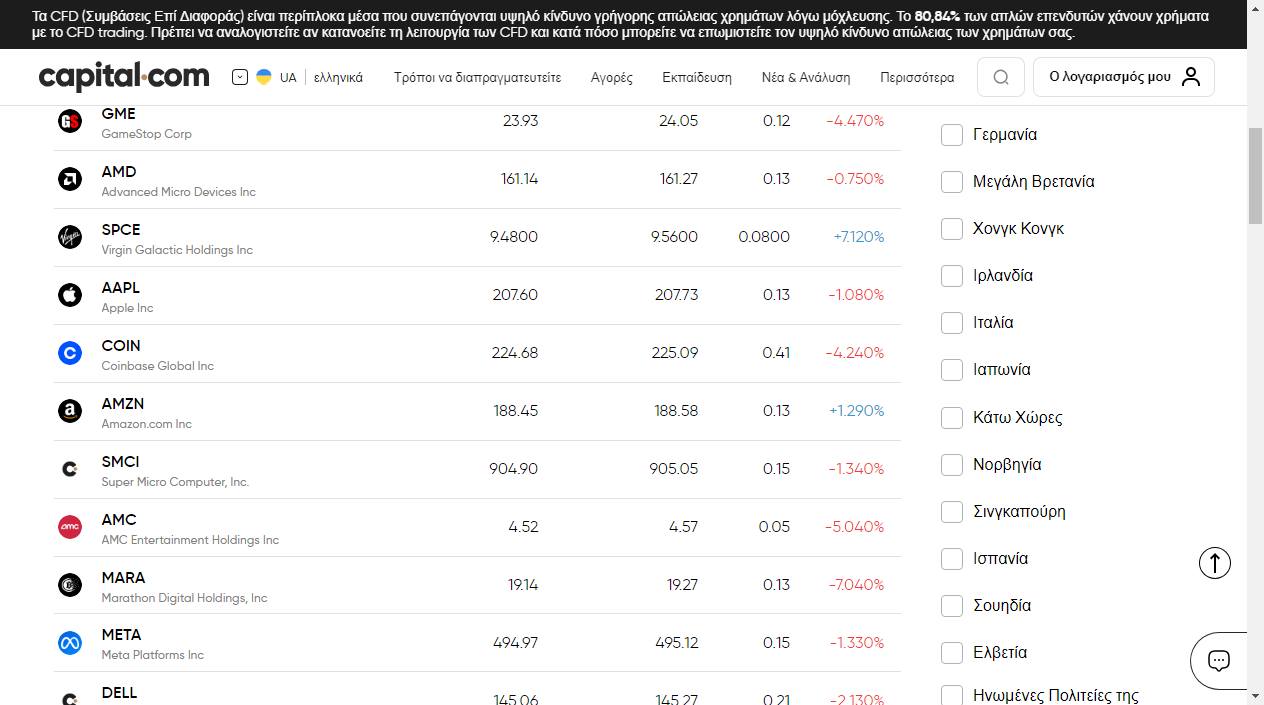 Τα CFD (Συμβάσεις Επί Διαφοράς) είναι περίπλοκα μέσα που συνεπάγονται υψηλό κίνδυνο γρήγορης απώλειας χρημάτων λόγω μόχλευσης. Το 80,84% των απλών επενδυτών χάνουν χρήματα
με το CFD trading. Πρέπει να αναλογιστείτε αν κατανοείτε τη λειτουργία των CFD και κατά πόσο μπορείτε να επωμιστείτε τον υψηλό κίνδυνο απώλειας των χρημάτων σας.
capital.com UA ελληνικά Τρόποι να διαπραγματευτείτε Αγορές Εκπαίδευση Νέα & Ανάλυση Περισσότερα Ο λογαριασμός μου
GME 23.93 24.05 0.12 -4.470%
GameStop Corp
AMD 161.14 161.27 0.13 -0.750%
Advanced Micro Devices Inc
SPCE 9.4800 9.5600 0.0800 +7.120%
Virgin Galactic Holdings Inc
AAPL 207.60 207.73 0.13 -1.080%
Apple Inc
COIN 224.68 225.09 0.41 -4.240%
Coinbase Global Inc
AMZN 188.45 188.58 0.13 +1.290%
Amazon.com Inc
SMCI 904.90 905.05 0.15 -1.340%
Super Micro Computer, Inc.
AMC 4.52 4.57 0.05 -5.040%
AMC Entertainment Holdings Inc
MARA 19.14 19.27 0.13 -7.040%
Marathon Digital Holdings, Inc
META 494.97 495.12 0.15 -1.330%
Meta Platforms Inc
DELL 145.06 145.27 0.21 -2.130%
Γερμανία
Μεγάλη Βρετανία
Χονγκ Κονγκ
Ιρλανδία
Ιταλία
Ιαπωνία
Κάτω Χώρες
Νορβηγία
Σινγκαπούρη
Ισπανία
Σουηδία
Ελβετία
Ηνωμένες Πολιτείες της